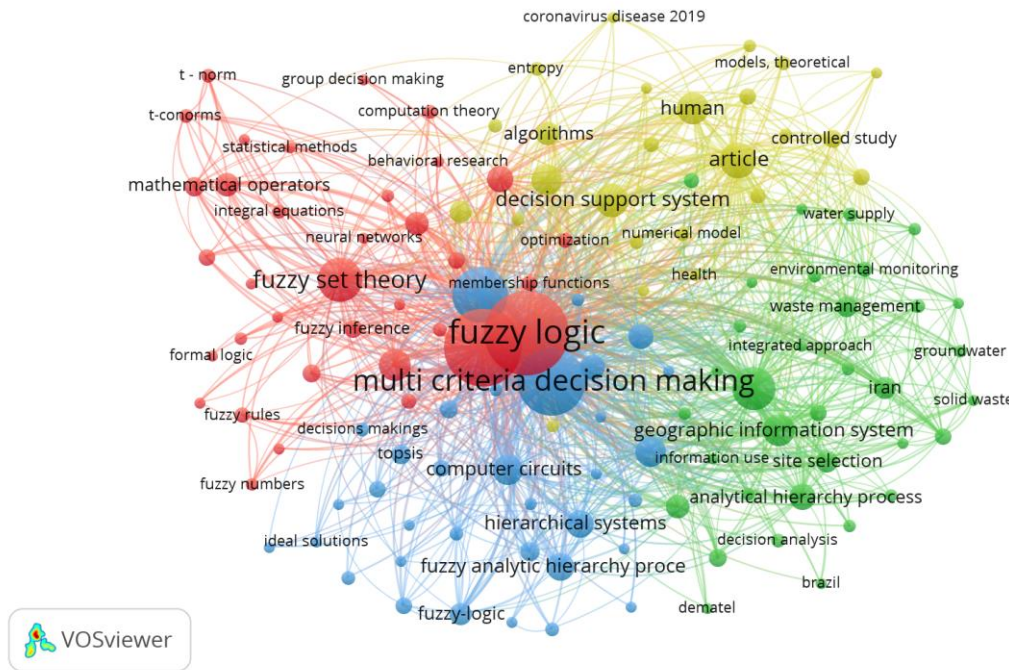 coronavirus disease 2019
models, theoretical
entropy
t - norm
group decision making
human
computation theory
t-conorms
algorithms
controlled study
statistical methods
behavioral research
article
mathematical operators
decision support system
integral equations
water supply
neural networks
optimization
numerical model
fuzzy set theory
membership functions
health
environmental monitoring
waste management
fuzzy inference
fuzzy logic
integrated approach
formal logic
groundwater
multi criteria decision making
iran
solid waste
fuzzy rules
decisions makings
geographic information system
topsis
information use
site selection
computer circuits
fuzzy numbers
analytical hierarchy process
hierarchical systems
ideal solutions
decision analysis
fuzzy analytic hierarchy proce
brazil
fuzzy-logic
dematel
VOSviewer